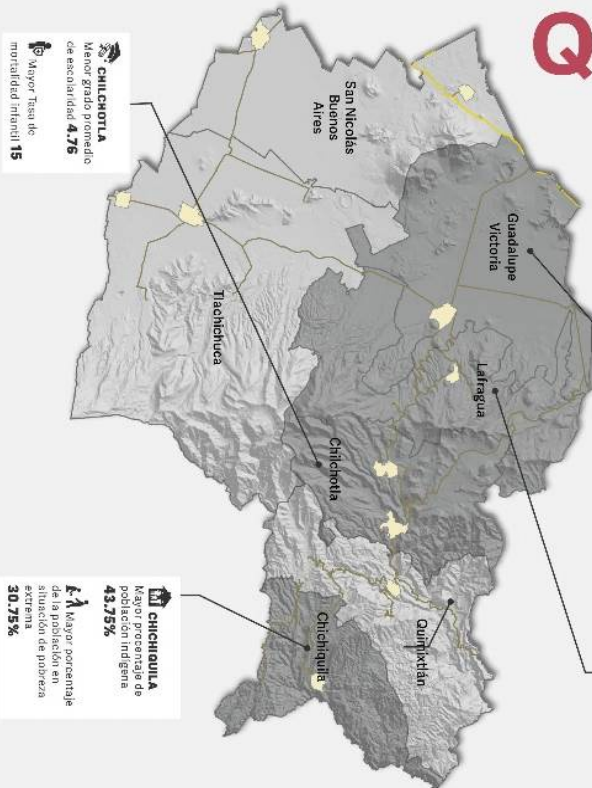 Q
San Nicolás
Buenos
Aires
Guadalupe
Victoria
Tlachichuca
Lafragua
Chilchotla
Quimixtlán
Chichiquila
CHILCHOTLA
Menor grado promedio
de escolaridad 4.76
Mayor Tasa de
mortalidad infantil 15
CHICHIQUILA
Mayor procentaje de
población indígena
43.75%
Mayor porcentaje
de la población en
situación de pobreza
extrema
30.75%